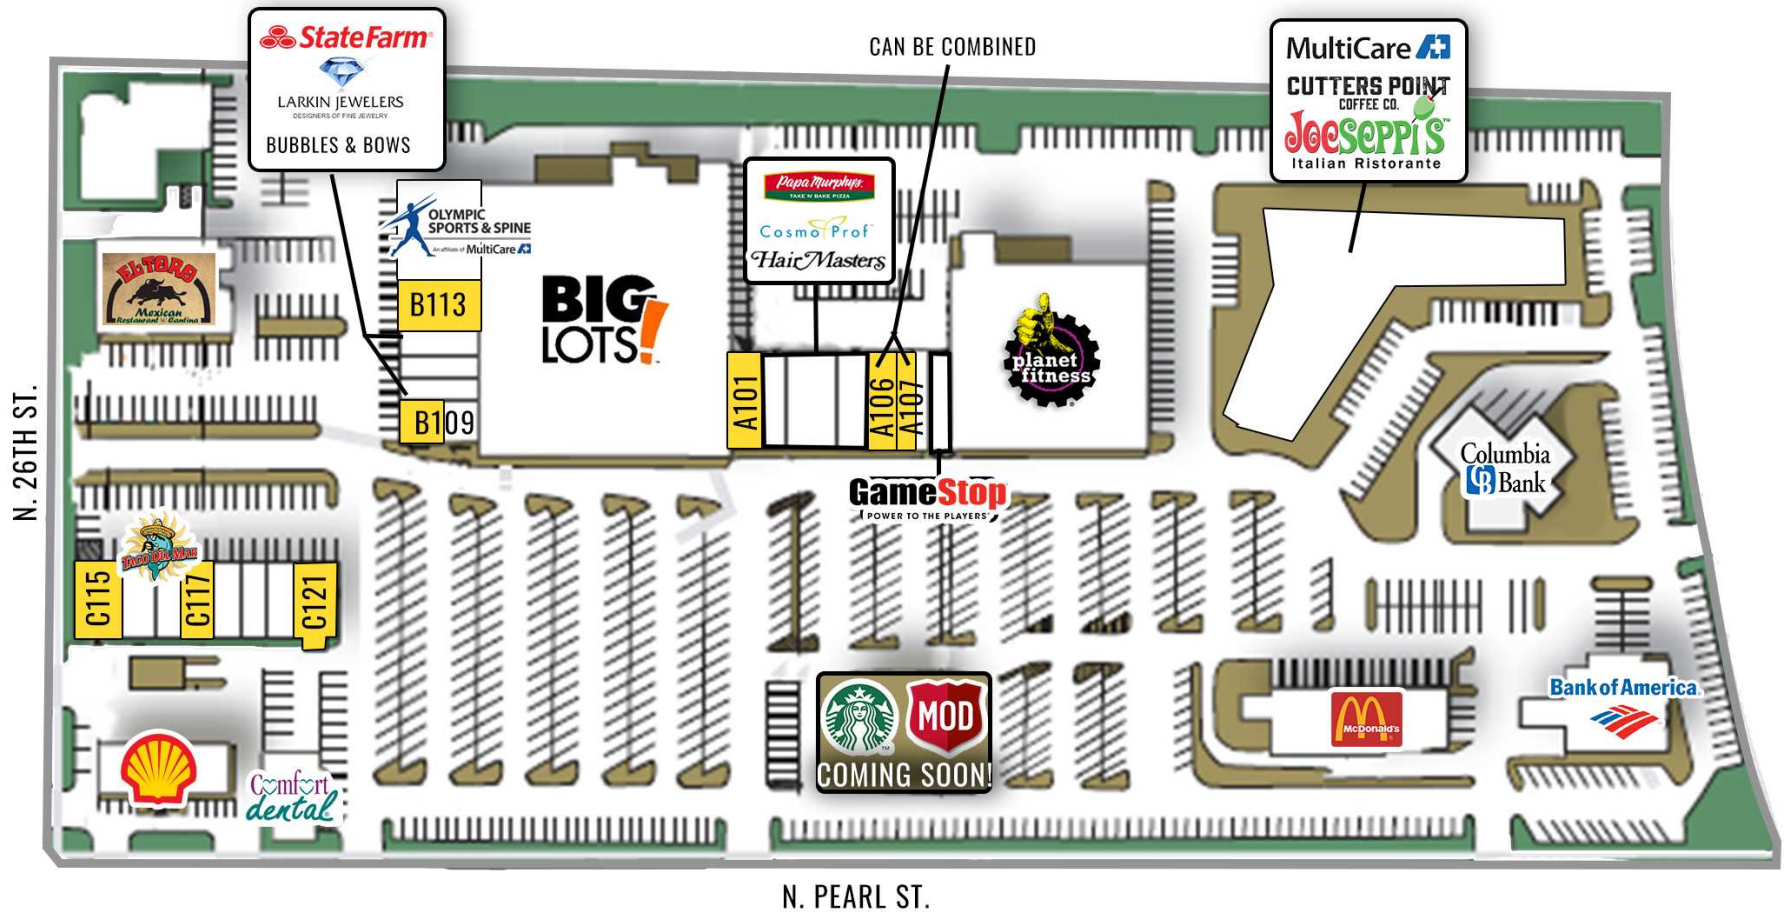 StateFarm
LARKIN JEWELERS
DESIGNERS OF FINE JEWELRY
BUBBLES & BOWS
CAN BE COMBINED
MultiCare
CUTTERS POINT
COFFEE CO.
JOESEPPI'S™
Italian Ristorante
OLYMPIC
SPORTS & SPINE
An affiliate of MultiCare
Papa Murphy's
TAKE 'N' BAKE PIZZA
CosmoProf
HairMasters
EL TORO
Mexican
Restaurant Cantina
B113
BIG
LOTS!
planet
fitness
A101
A106
A107
B109
GameStop
POWER TO THE PLAYERS
Columbia
CB Bank
N. 26TH ST.
TACO DEL MAR
C115
C117
C121
MOD
COMING SOON!
McDonald's
Bank of America
Comfort
dental
N. PEARL ST.